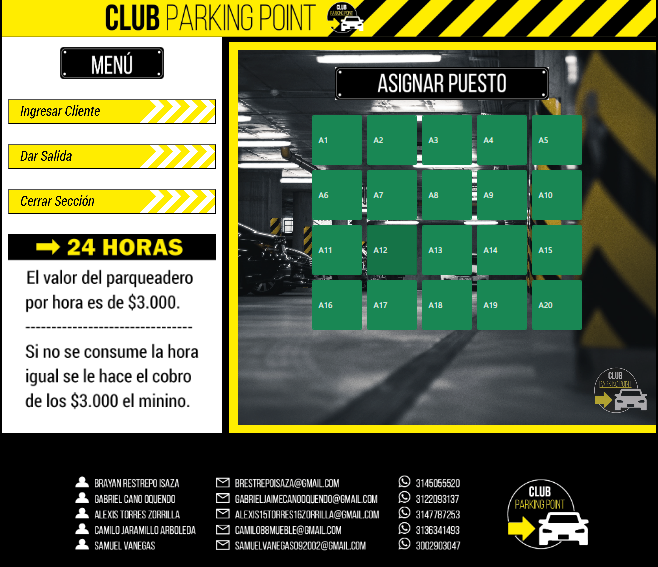 CLUB PARKING POINT
CLUB
PARKING POINT
MENÚ
Ingresar Cliente
Dar Salida
Cerrar Sección
24 HORAS
El valor del parqueadero
por hora es de $3.000.
--------------------------------
Si no se consume la hora
igual se le hace el cobro
de los $3.000 el minino.
ASIGNAR PUESTO
A1 A2 A3 A4 A5
A6 A7 A8 A9 A10
A11 A12 A13 A14 A15
A16 A17 A18 A19 A20
CLUB
PARKING POINT
BRAYAN RESTREPO ISAZA BRESTREPOISAZA@GMAIL.COM 3145055520
GABRIEL CANO OQUENDO GABRIELJAIMECANOOQUENDO@GMAIL.COM 3122093137
ALEXIS TORRES ZORRILLA ALEXIS15TORRES16ZORRILLA@GMAIL.COM 3147787253
CAMILO JARAMILLO ARBOLEDA CAMILO88MUEBLE@GMAIL.COM 3136341493
SAMUEL VANEGAS SAMUELVANEGAS092002@GMAIL.COM 3002903047
CLUB
PARKING POINT